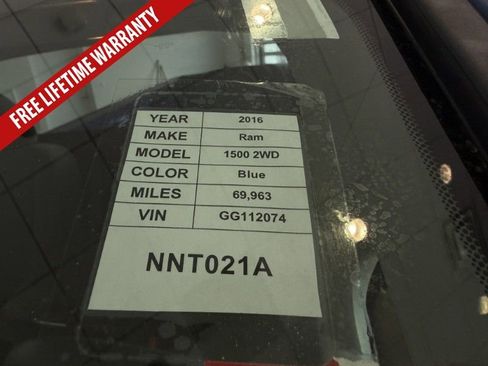 FREE LIFETIME WARRANTY
YEAR 2016
MAKE Ram
MODEL 1500 2WD
COLOR Blue
MILES 69,963
VIN GG112074
NNT021A